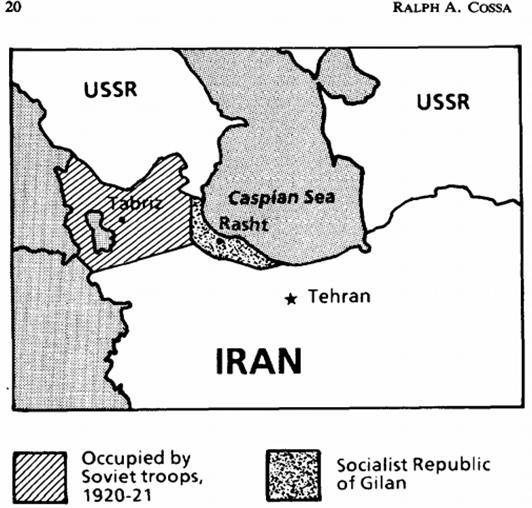 20
RALPH A. COSSA
USSR
USSR
Caspian Sea
Tabriz
Rasht
Tehran
IRAN
Occupied by
Soviet troops,
1920-21
Socialist Republic
of Gilan